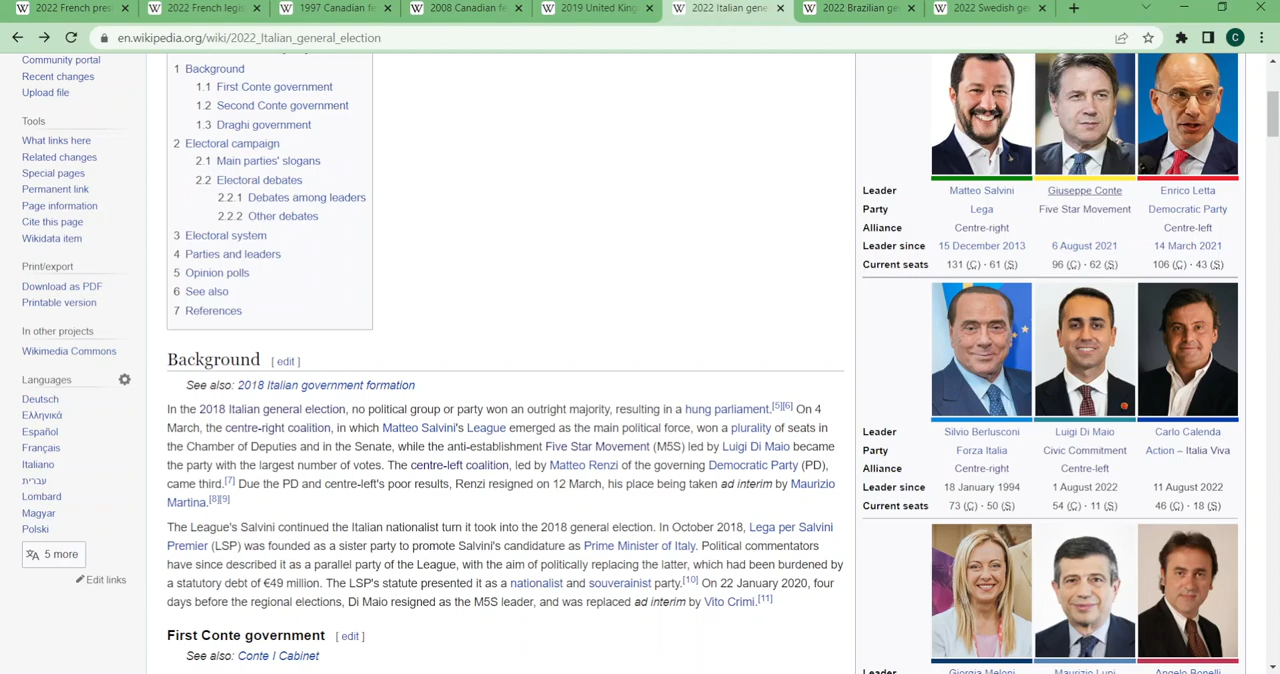 2022 French presi
2022 French legis
1997 Canadian fe
2008 Canadian fe
2019 United King
2022 Italian gene
2022 Brazilian ge
2022 Swedish ge
en.wikipedia.org/wiki/2022_Italian_general_election
C
Community portal
Recent changes
Upload file
Tools
What links here
Related changes
Special pages
Permanent link
Page information
Cite this page
Wikidata item
Print/export
Download as PDF
Printable version
In other projects
Wikimedia Commons
Languages
Deutsch
Ελληνικά
Español
Français
Italiano
עברית
Lombard
Magyar
Polski
5 more
Edit links
1 Background
1.1 First Conte government
1.2 Second Conte government
1.3 Draghi government
2 Electoral campaign
2.1 Main parties' slogans
2.2 Electoral debates
2.2.1 Debates among leaders
2.2.2 Other debates
3 Electoral system
4 Parties and leaders
5 Opinion polls
6 See also
7 References
Background [ edit ]
See also: 2018 Italian government formation
In the 2018 Italian general election, no political group or party won an outright majority, resulting in a hung parliament.[5][6] On 4
March, the centre-right coalition, in which Matteo Salvini's League emerged as the main political force, won a plurality of seats in
the Chamber of Deputies and in the Senate, while the anti-establishment Five Star Movement (M5S) led by Luigi Di Maio became
the party with the largest number of votes. The centre-left coalition, led by Matteo Renzi of the governing Democratic Party (PD),
came third.[7] Due the PD and centre-left's poor results, Renzi resigned on 12 March, his place being taken ad interim by Maurizio
Martina.[8][9]
The League's Salvini continued the Italian nationalist turn it took into the 2018 general election. In October 2018, Lega per Salvini
Premier (LSP) was founded as a sister party to promote Salvini's candidature as Prime Minister of Italy. Political commentators
have since described it as a parallel party of the League, with the aim of politically replacing the latter, which had been burdened by
a statutory debt of €49 million. The LSP's statute presented it as a nationalist and souverainist party.[10] On 22 January 2020, four
days before the regional elections, Di Maio resigned as the M5S leader, and was replaced ad interim by Vito Crimi.[11]
First Conte government [ edit ]
See also: Conte I Cabinet
Leader Matteo Salvini Giuseppe Conte Enrico Letta
Party Lega Five Star Movement Democratic Party
Alliance Centre-right Centre-left
Leader since 15 December 2013 6 August 2021 14 March 2021
Current seats 131 (C) · 61 (S) 96 (C) · 62 (S) 106 (C) · 43 (S)
Leader Silvio Berlusconi Luigi Di Maio Carlo Calenda
Party Forza Italia Civic Commitment Action – Italia Viva
Alliance Centre-right Centre-left
Leader since 18 January 1994 1 August 2022 11 August 2022
Current seats 73 (C) · 50 (S) 54 (C) · 11 (S) 46 (C) · 18 (S)
Leader Giorgia Meloni Maurizio Lupi Angelo Bonelli